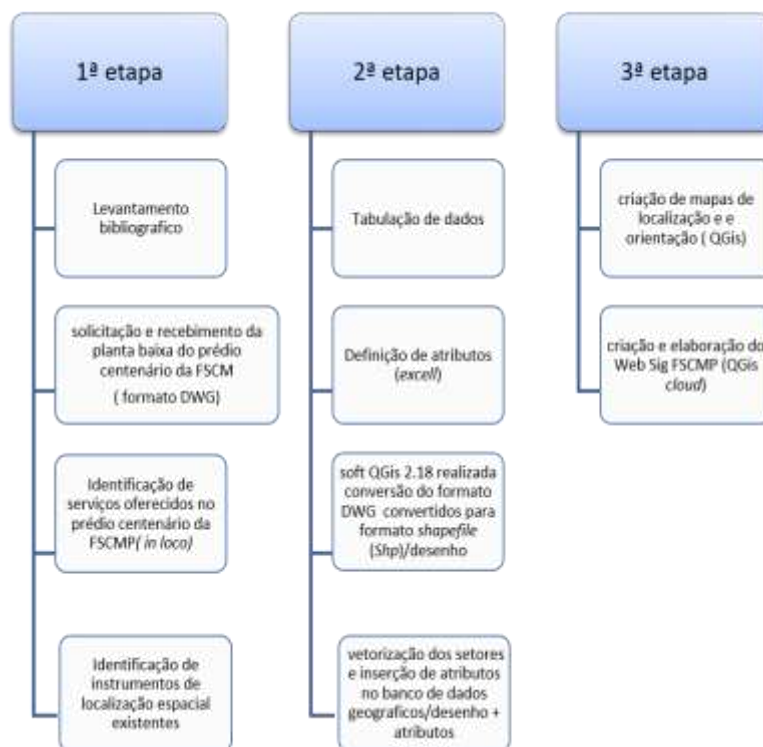 1ª etapa
Levantamento
bibliografico
solicitação e recebimento da
planta baixa do prédio
centenário da FSCM
( formato DWG)
Identificação de
serviços oferecidos no
prédio centenário da
FSCMP( in loco)
Identificação de
instrumentos de
localização espacial
existentes
2ª etapa
Tabulação de dados
Definição de atributos
(excell)
soft QGis 2.18 realizada
conversão do formato
DWG convertidos para
formato shapefile
(Shp)/desenho
vetorização dos setores
e inserção de atributos
no banco de dados
geograficos/desenho +
atributos
3ª etapa
criação de mapas de
localização e e
orientação ( QGis)
criação e elaboração do
Web Sig FSCMP (QGis
cloud)